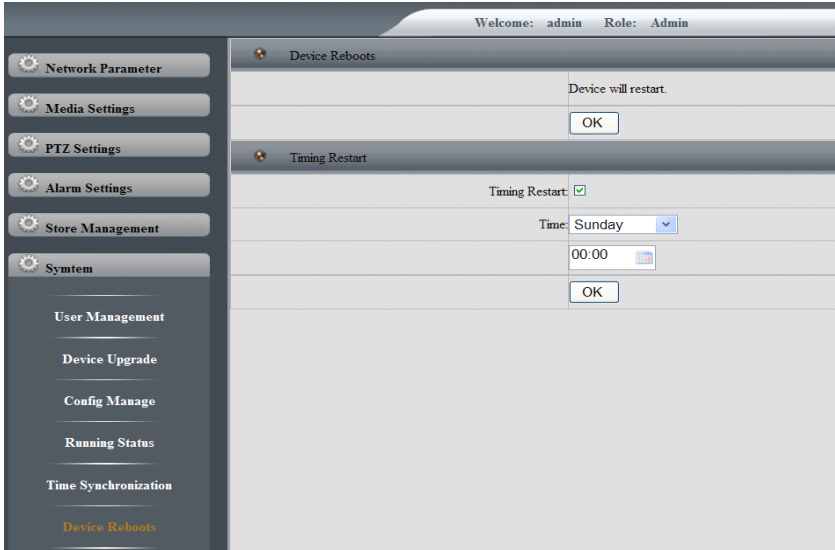 Welcome: admin Role: Admin
Network Parameter
Media Settings
PTZ Settings
Alarm Settings
Store Management
Symtem
User Management
Device Upgrade
Config Manage
Running Status
Time Synchronization
Device Reboots
Device Reboots
Device will restart.
OK
Timing Restart
Timing Restart:
Time: Sunday
00:00
OK